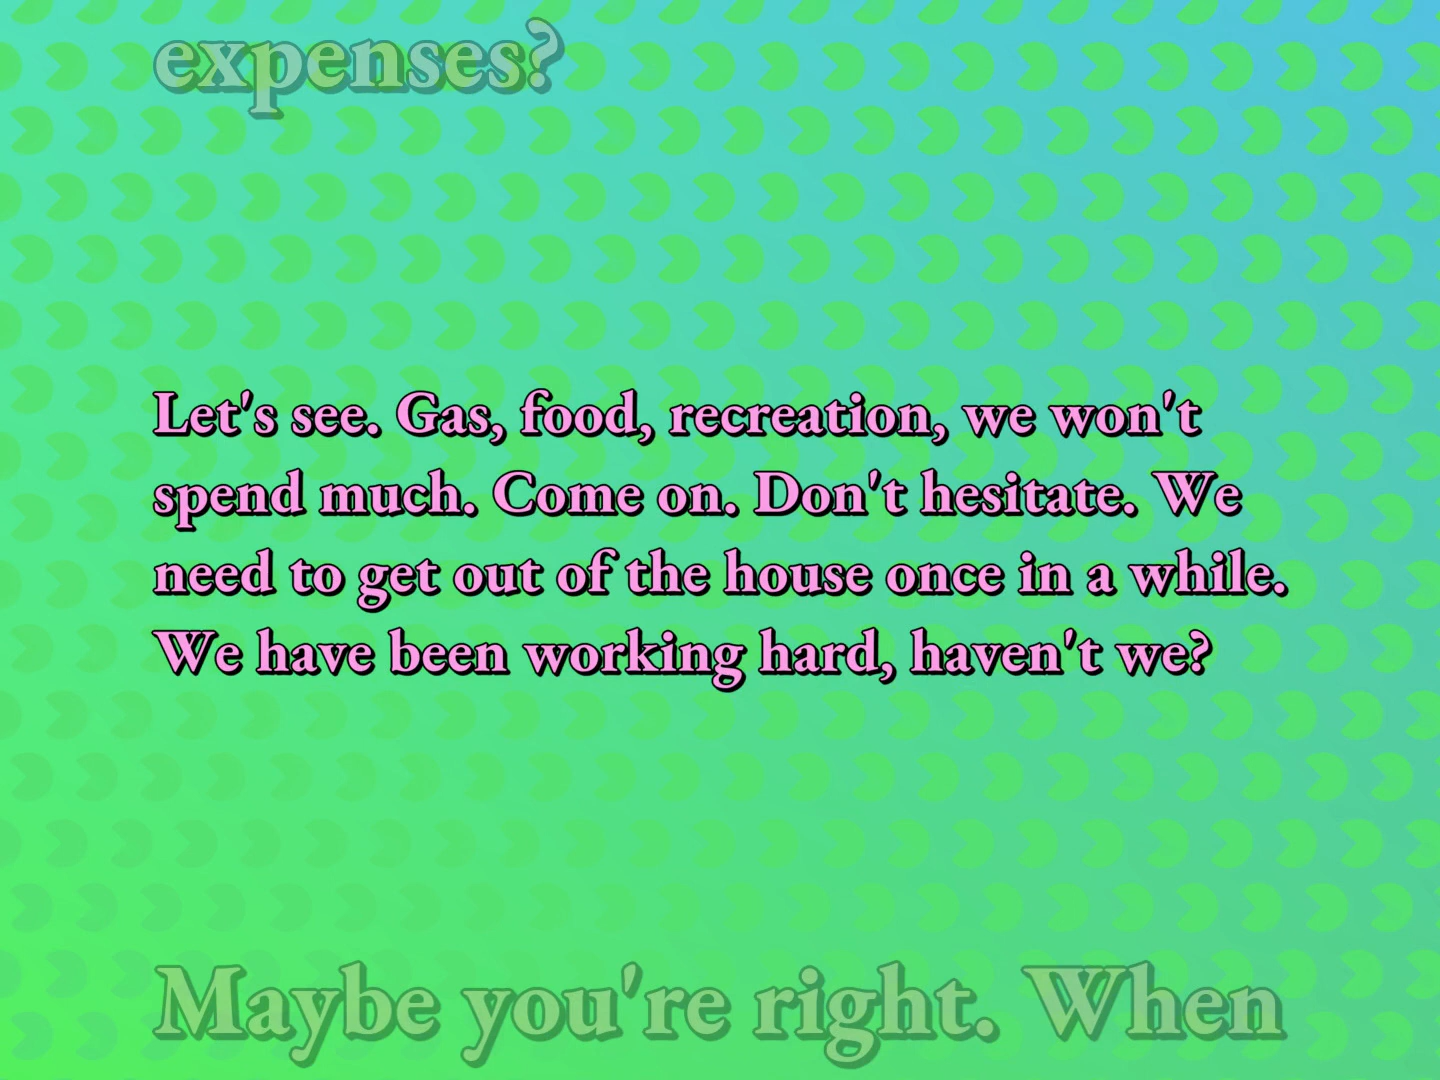 expenses?
Let's see. Gas, food, recreation, we won't
spend much. Come on. Don't hesitate. We
need to get out of the house once in a while.
We have been working hard, haven't we?
Maybe you're right. When